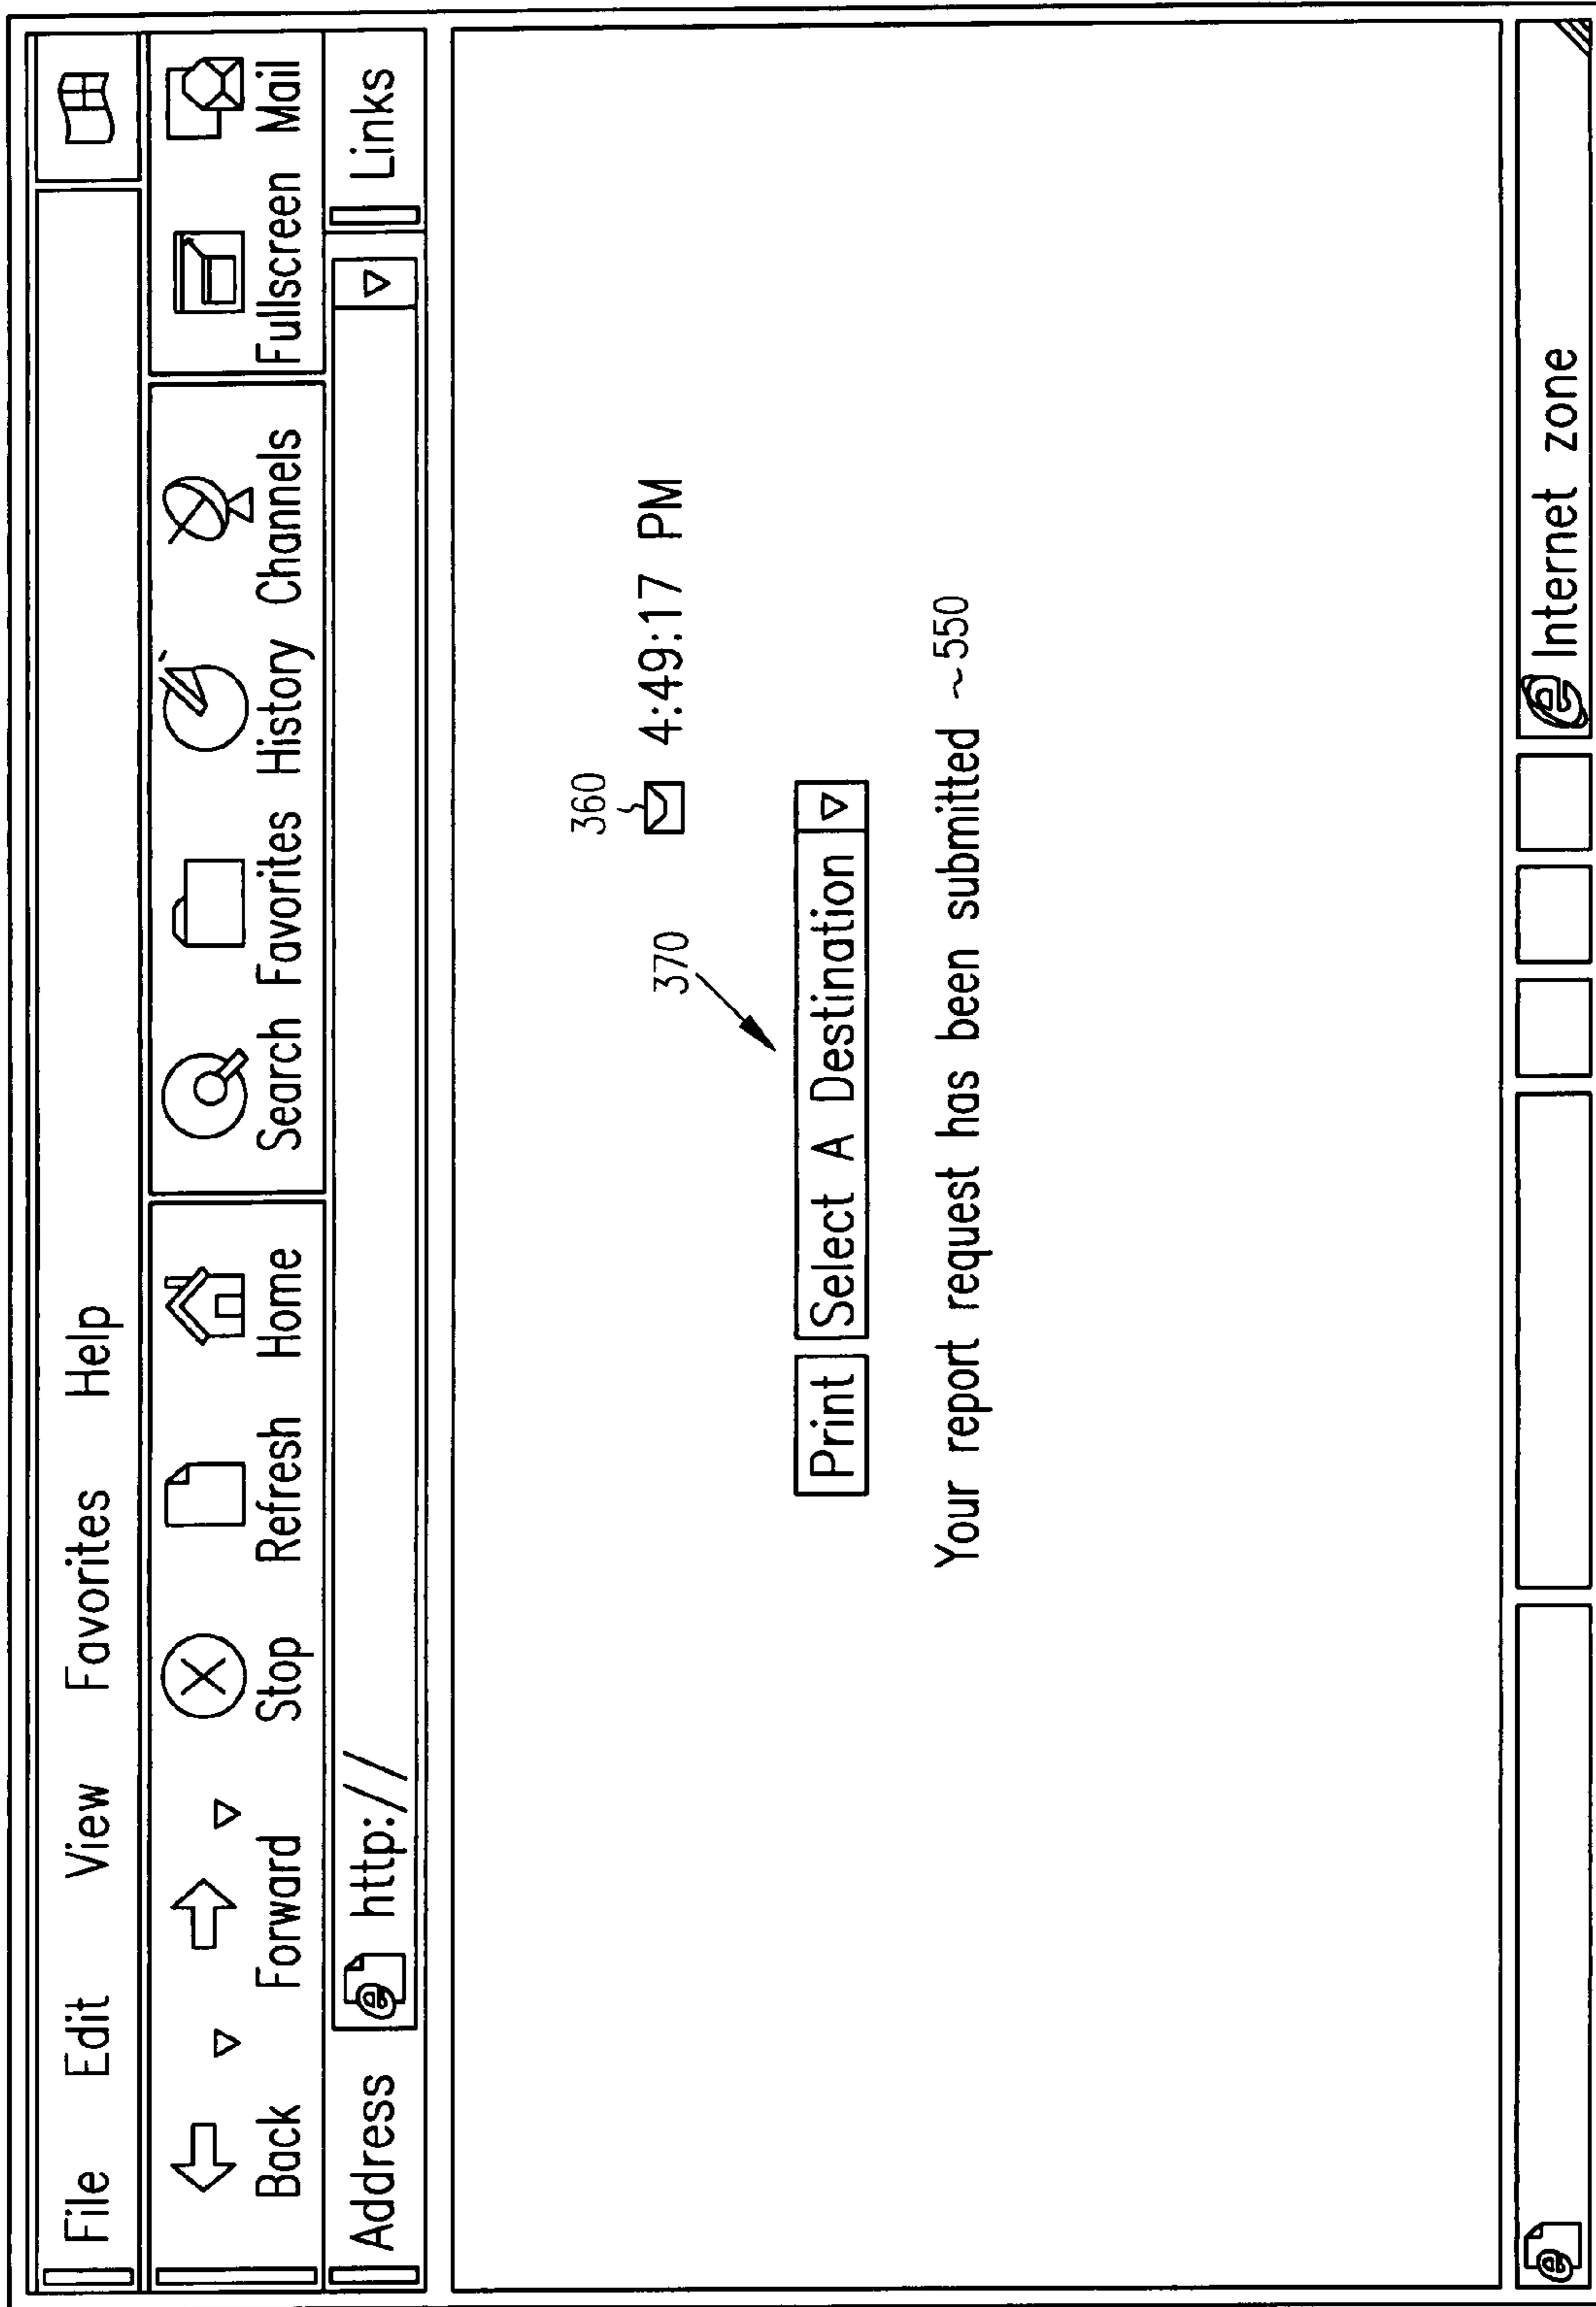 File Edit View Favorites Help
Back Forward Stop Refresh Home Search Favorites History Channels Fullscreen Mail
Address http:// Links
360
4:49:17 PM
370
Print Select A Destination
Your report request has been submitted ~550
Internet zone